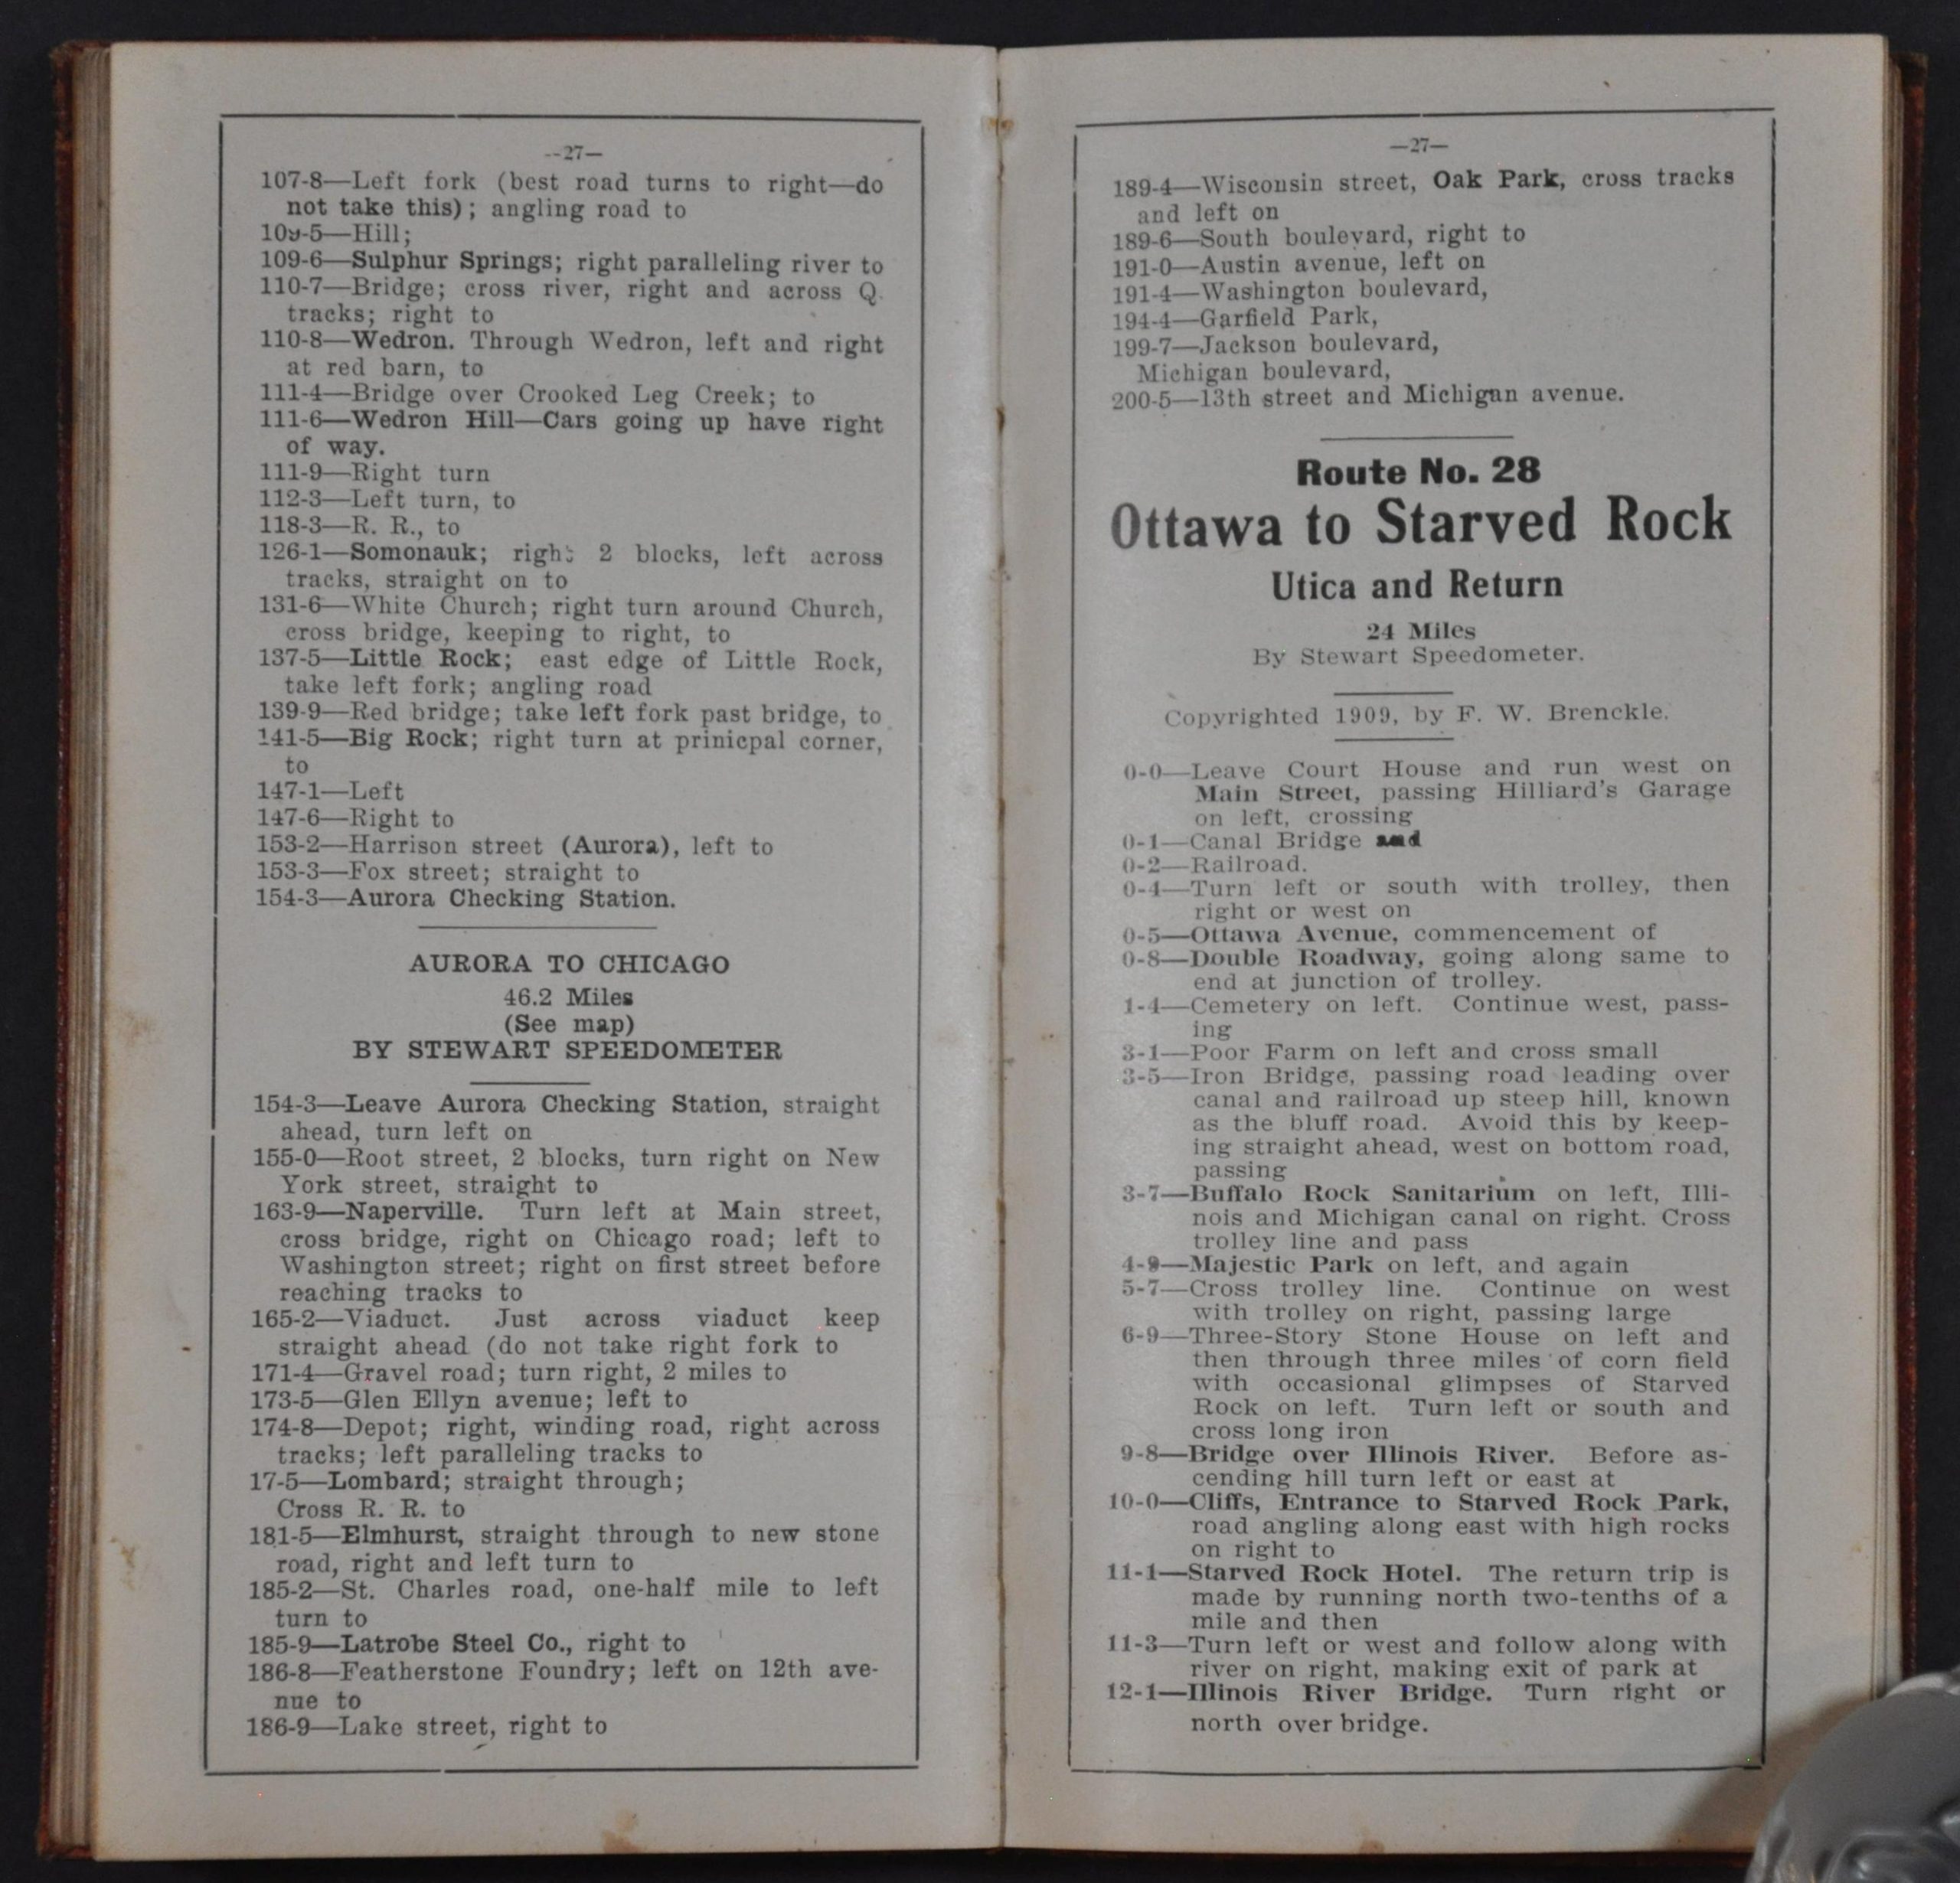 --27—
107-8—Left fork (best road turns to right—do
not take this); angling road to
109-5—Hill;
109-6—Sulphur Springs; right paralleling river to
110-7—Bridge; cross river, right and across Q.
tracks; right to
110-8—Wedron. Through Wedron, left and right
at red barn, to
111-4—Bridge over Crooked Leg Creek; to
111-6—Wedron Hill—Cars going up have right
of way.
111-9—Right turn
112-3—Left turn, to
118-3—R. R., to
126-1—Somonauk; right 2 blocks, left across
tracks, straight on to
131-6—White Church; right turn around Church,
cross bridge, keeping to right, to
137-5—Little Rock; east edge of Little Rock,
take left fork; angling road
139-9—Red bridge; take left fork past bridge, to
141-5—Big Rock; right turn at prinicpal corner,
to
147-1—Left
147-6—Right to
153-2—Harrison street (Aurora), left to
153-3—Fox street; straight to
154-3—Aurora Checking Station.
AURORA TO CHICAGO
46.2 Miles
(See map)
BY STEWART SPEEDOMETER
154-3—Leave Aurora Checking Station, straight
ahead, turn left on
155-0—Root street, 2 blocks, turn right on New
York street, straight to
163-9—Naperville. Turn left at Main street,
cross bridge, right on Chicago road; left to
Washington street; right on first street before
reaching tracks to
165-2—Viaduct. Just across viaduct keep
straight ahead (do not take right fork to
171-4—Gravel road; turn right, 2 miles to
173-5—Glen Ellyn avenue; left to
174-8—Depot; right, winding road, right across
tracks; left paralleling tracks to
17-5—Lombard; straight through;
Cross R. R. to
181-5—Elmhurst, straight through to new stone
road, right and left turn to
185-2—St. Charles road, one-half mile to left
turn to
185-9—Latrobe Steel Co., right to
186-8—Featherstone Foundry; left on 12th ave-
nue to
186-9—Lake street, right to
—27—
189-4—Wisconsin street, Oak Park, cross tracks
and left on
189-6—South boulevard, right to
191-0—Austin avenue, left on
191-4—Washington boulevard,
194-4—Garfield Park,
199-7—Jackson boulevard,
Michigan boulevard,
200-5—13th street and Michigan avenue.
Route No. 28
Ottawa to Starved Rock
Utica and Return
24 Miles
By Stewart Speedometer.
Copyrighted 1909, by F. W. Brenckle.
0-0—Leave Court House and run west on
Main Street, passing Hilliard's Garage
on left, crossing
0-1—Canal Bridge and
0-2—Railroad.
0-4—Turn left or south with trolley, then
right or west on
0-5—Ottawa Avenue, commencement of
0-8—Double Roadway, going along same to
end at junction of trolley.
1-4—Cemetery on left. Continue west, pass-
ing
3-1—Poor Farm on left and cross small
3-5—Iron Bridge, passing road leading over
canal and railroad up steep hill, known
as the bluff road. Avoid this by keep-
ing straight ahead, west on bottom road,
passing
3-7—Buffalo Rock Sanitarium on left, Illi-
nois and Michigan canal on right. Cross
trolley line and pass
4-9—Majestic Park on left, and again
5-7—Cross trolley line. Continue on west
with trolley on right, passing large
6-9—Three-Story Stone House on left and
then through three miles of corn field
with occasional glimpses of Starved
Rock on left. Turn left or south and
cross long iron
9-8—Bridge over Illinois River. Before as-
cending hill turn left or east at
10-0—Cliffs, Entrance to Starved Rock Park,
road angling along east with high rocks
on right to
11-1—Starved Rock Hotel. The return trip is
made by running north two-tenths of a
mile and then
11-3—Turn left or west and follow along with
river on right, making exit of park at
12-1—Illinois River Bridge. Turn right or
north over bridge.